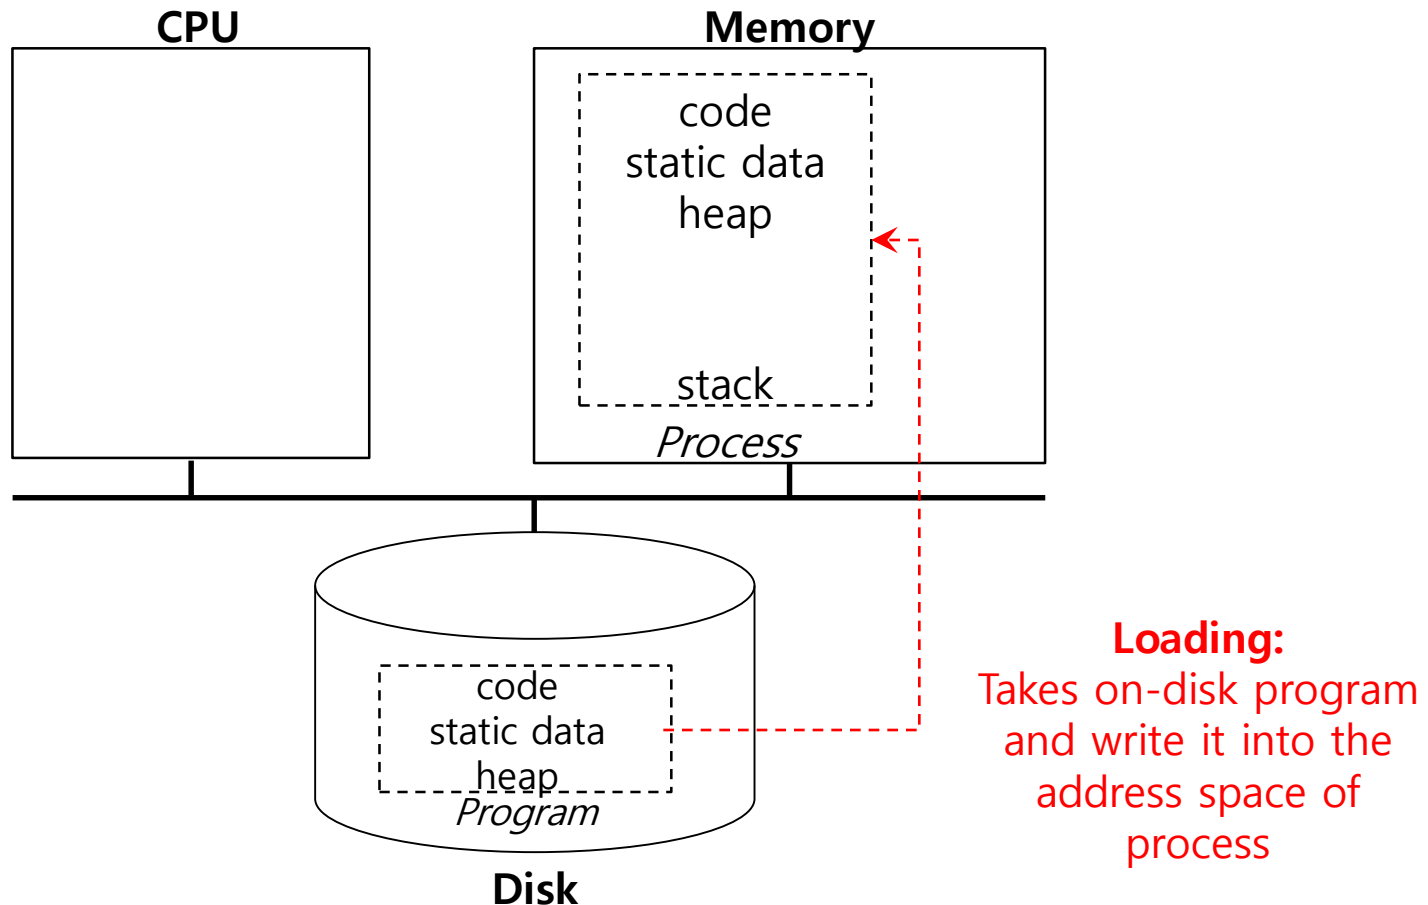 CPU
Memory
code
static data
heap
stack
Process
code
static data
heap
Program
Disk
Loading:
Takes on-disk program
and write it into the
address space of
process